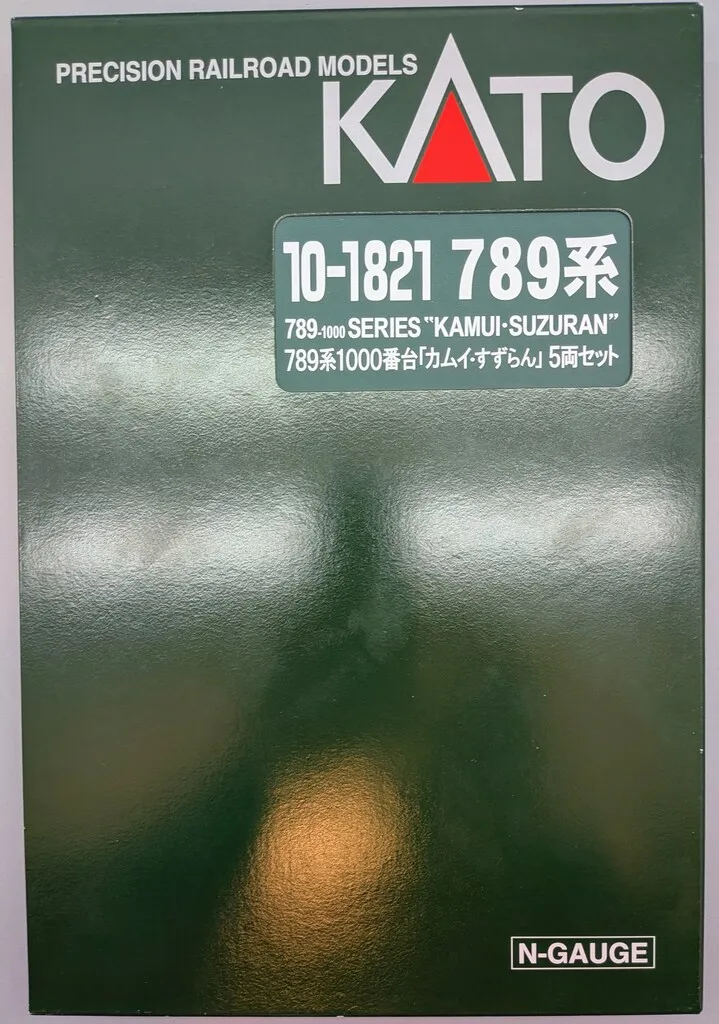 PRECISION RAILROAD MODELS
KATO
10-1821 789系
789-1000 SERIES "KAMUI・SUZURAN"
789系1000番台「カムイ・すずらん」 5両セット
N-GAUGE